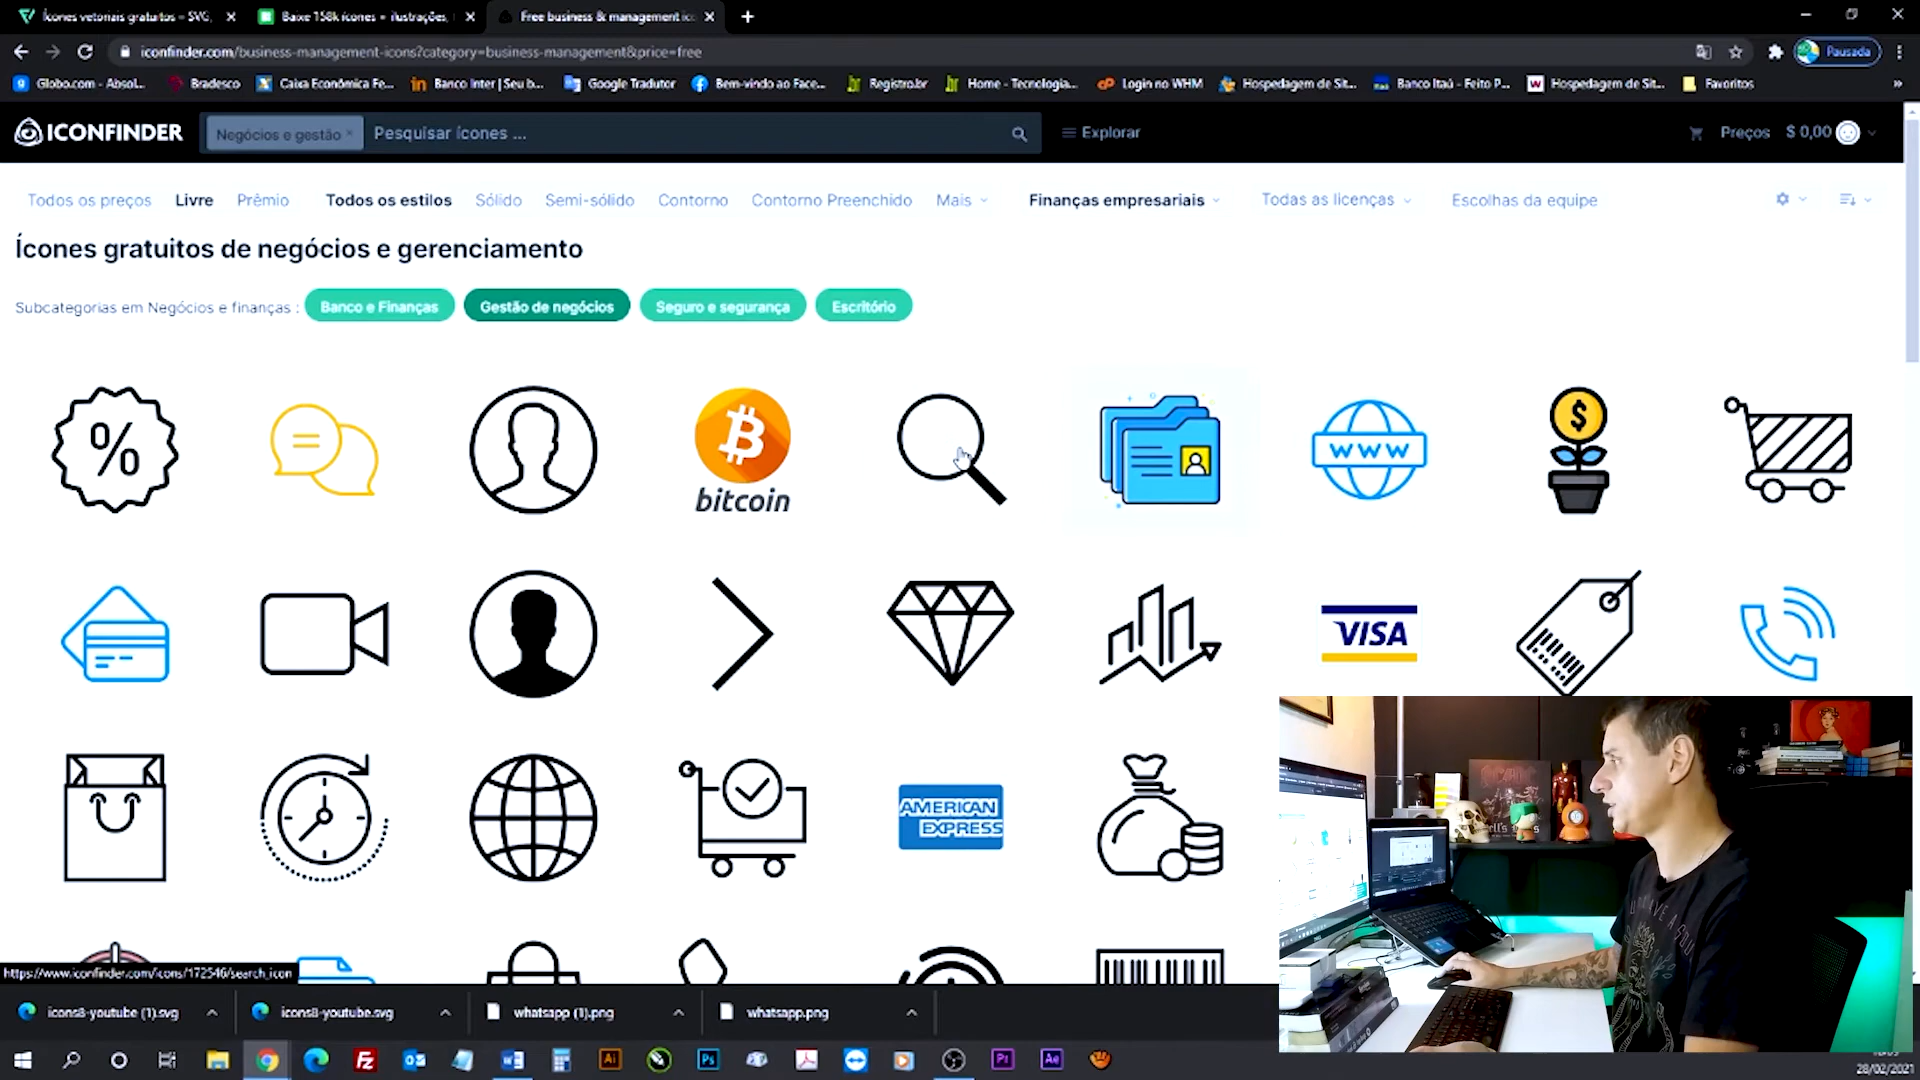 Ícones vetoriais gratuitos – SVG,
Baixe 158k ícones + ilustrações,
Free business & management ic
iconfinder.com/business-management-icons?category=business-management&price=free
Pausada
Globo.com - Absol...
Bradesco
Caixa Econômica Fe...
Banco Inter | Seu b...
Google Tradutor
Bem-vindo ao Face...
Registro.br
Home - Tecnologia...
Login no WHM
Hospedagem de Sit...
Banco Itaú - Feito P...
Hospedagem de Sit...
Favoritos
ICONFINDER
Negócios e gestão ×
Pesquisar ícones ...
Explorar
Preços
$ 0,00
Todos os preços
Livre
Prêmio
Todos os estilos
Sólido
Semi-sólido
Contorno
Contorno Preenchido
Mais
Finanças empresariais
Todas as licenças
Escolhas da equipe
Ícones gratuitos de negócios e gerenciamento
Subcategorias em Negócios e finanças :
Banco e Finanças
Gestão de negócios
Seguro e segurança
Escritório
%
bitcoin
WWW
$
VISA
AMERICAN
EXPRESS
https://www.iconfinder.com/icons/172546/search_icon
icons8-youtube (1).svg
icons8-youtube.svg
whatsapp (1).png
whatsapp.png
28/02/2021